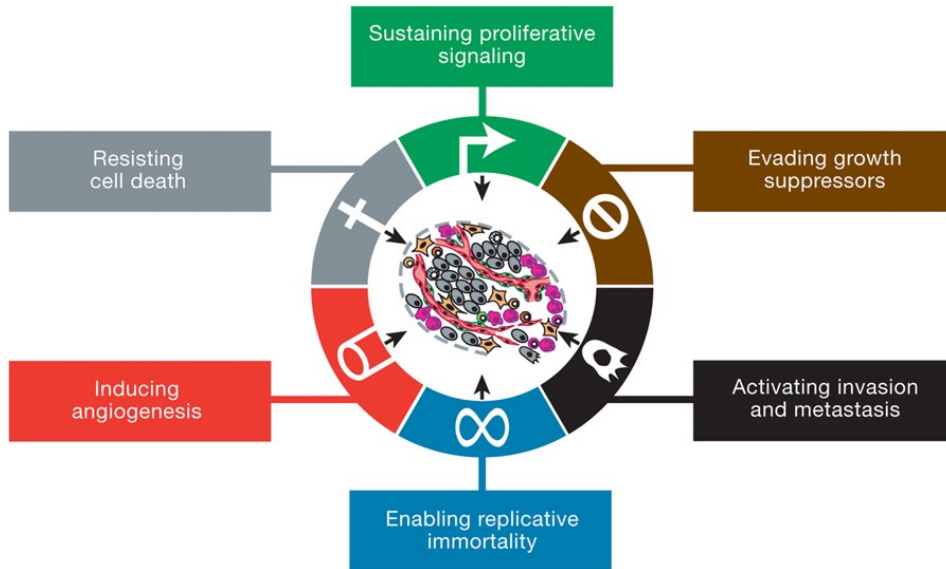 Sustaining proliferative
signaling
Resisting
cell death
Evading growth
suppressors
Inducing
angiogenesis
Activating invasion
and metastasis
Enabling replicative
immortality